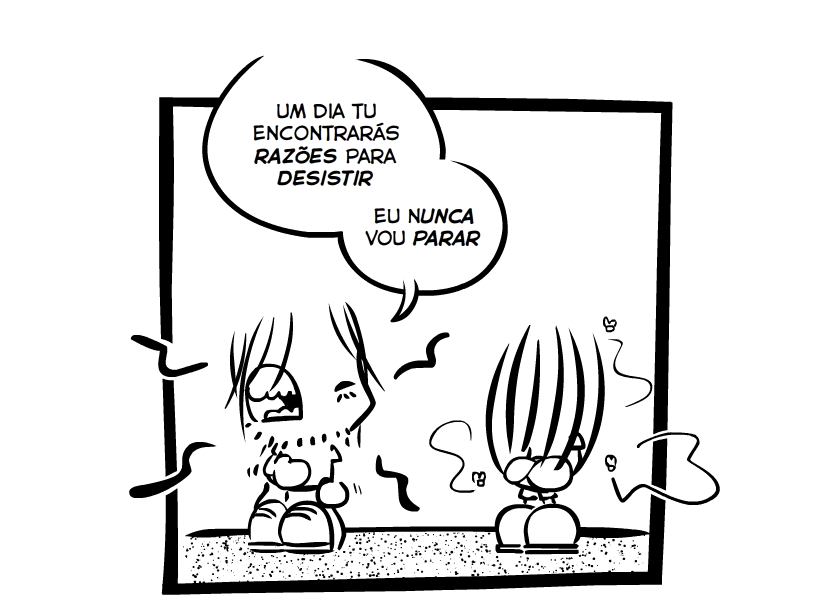 UM DIA TU
ENCONTRARÁS
RAZÕES PARA
DESISTIR
EU NUNCA
VOU PARAR